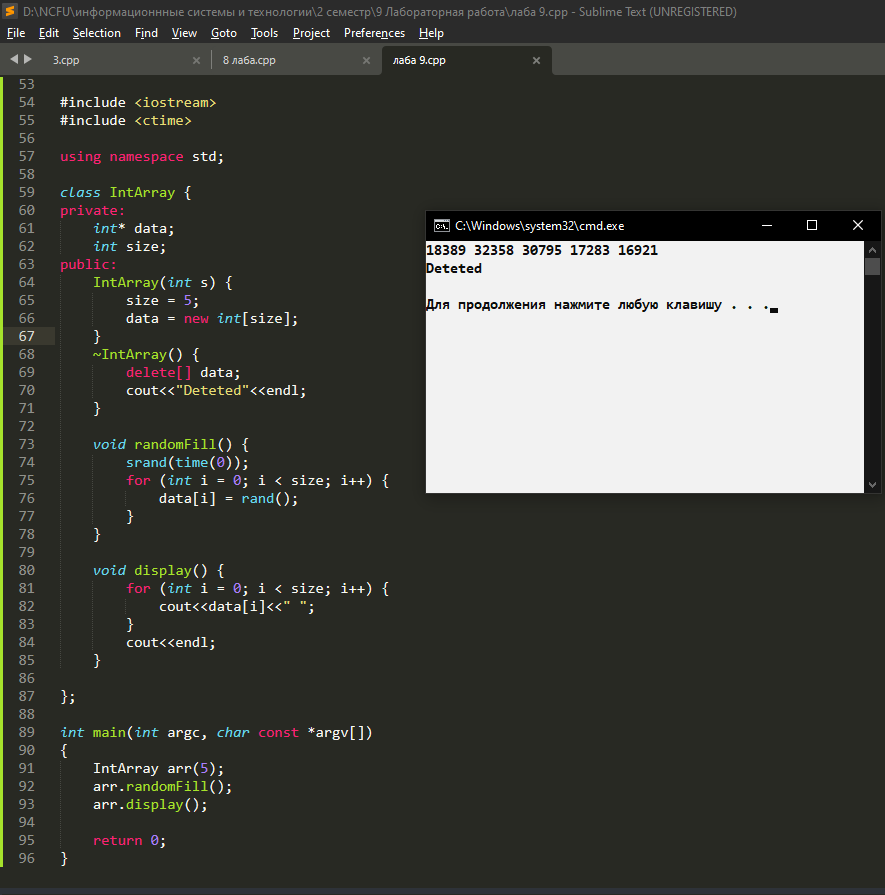 D:\NCFU\информационнные системы и технологии\2 семестр\9 Лабораторная работа\лаба 9.cpp - Sublime Text (UNREGISTERED)
File Edit Selection Find View Goto Tools Project Preferences Help
3.cpp × 8 лаба.cpp × лаба 9.cpp ×
53
54 #include <iostream>
55 #include <ctime>
56
57 using namespace std;
58
59 class IntArray {
60 private:
61     int* data;
62     int size;
63 public:
64     IntArray(int s) {
65         size = 5;
66         data = new int[size];
67     }
68     ~IntArray() {
69         delete[] data;
70         cout<<"Deteted"<<endl;
71     }
72
73     void randomFill() {
74         srand(time(0));
75         for (int i = 0; i < size; i++) {
76             data[i] = rand();
77         }
78     }
79
80     void display() {
81         for (int i = 0; i < size; i++) {
82             cout<<data[i]<<" ";
83         }
84         cout<<endl;
85     }
86
87 };
88
89 int main(int argc, char const *argv[])
90 {
91     IntArray arr(5);
92     arr.randomFill();
93     arr.display();
94
95     return 0;
96 }
C:\Windows\system32\cmd.exe
18389 32358 30795 17283 16921
Deteted
Для продолжения нажмите любую клавишу . . .